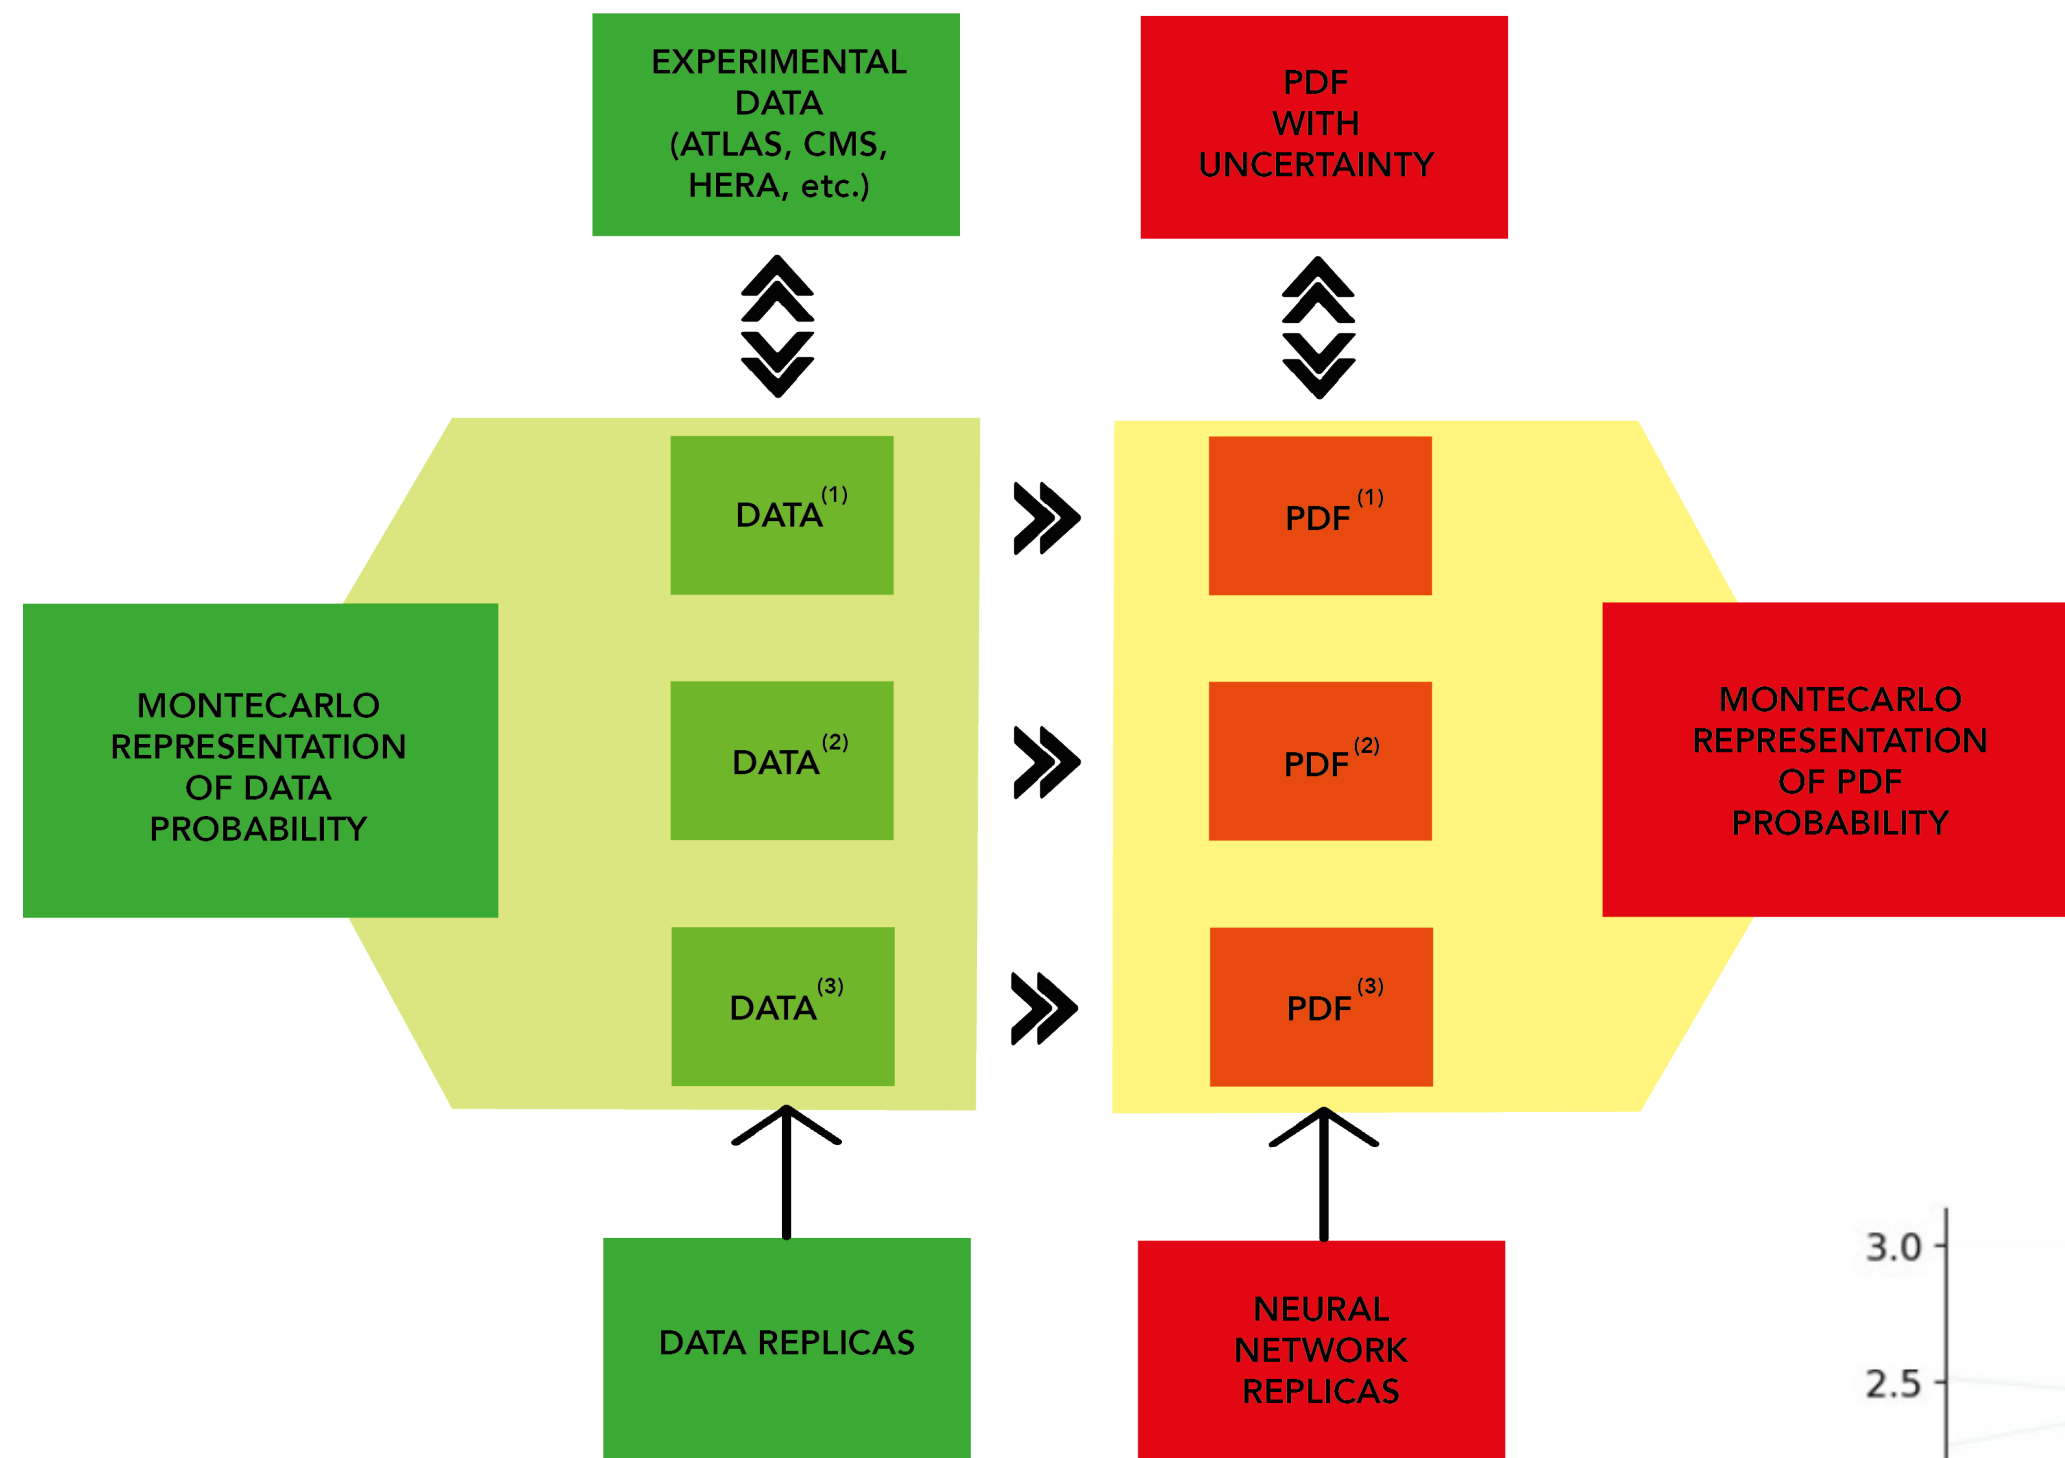 EXPERIMENTAL
DATA
(ATLAS, CMS,
HERA, etc.)
PDF
WITH
UNCERTAINTY
DATA(1)
PDF(1)
MONTECARLO
REPRESENTATION
OF DATA
PROBABILITY
DATA(2)
PDF(2)
MONTECARLO
REPRESENTATION
OF PDF
PROBABILITY
DATA(3)
PDF(3)
DATA REPLICAS
NEURAL
NETWORK
REPLICAS
3.0
2.5